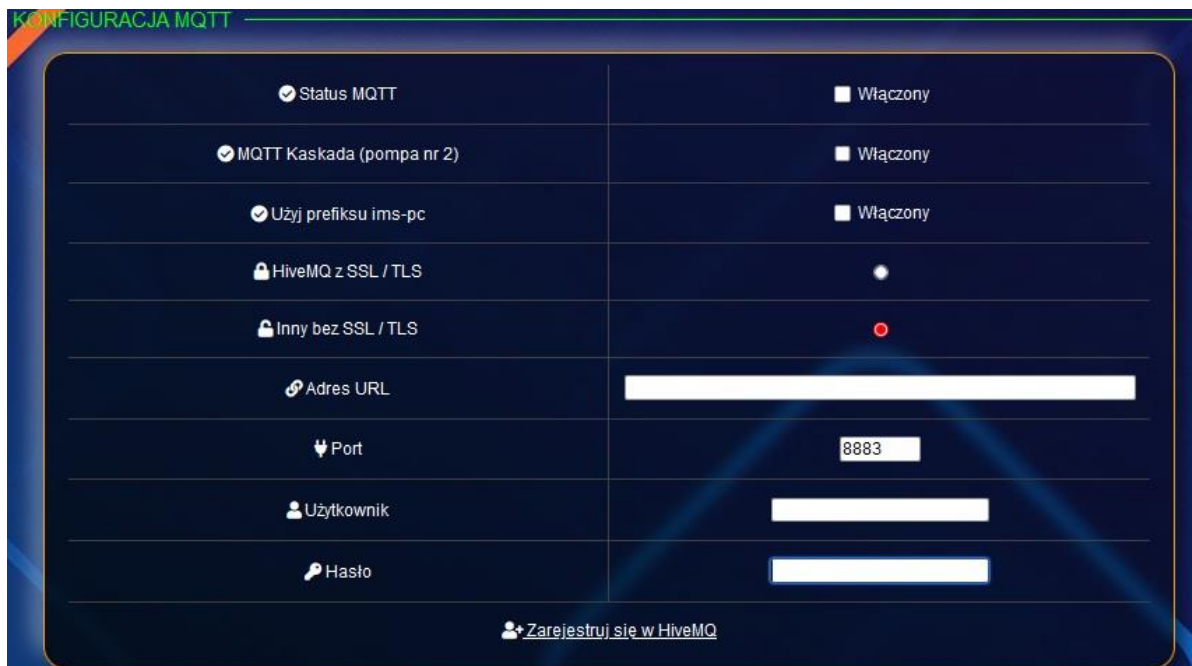 KONFIGURACJA MQTT
Status MQTT
Włączony
MQTT Kaskada (pompa nr 2)
Włączony
Użyj prefiksu ims-pc
Włączony
HiveMQ z SSL / TLS
Inny bez SSL / TLS
Adres URL
Port
8883
Użytkownik
Hasło
Zarejestruj się w HiveMQ